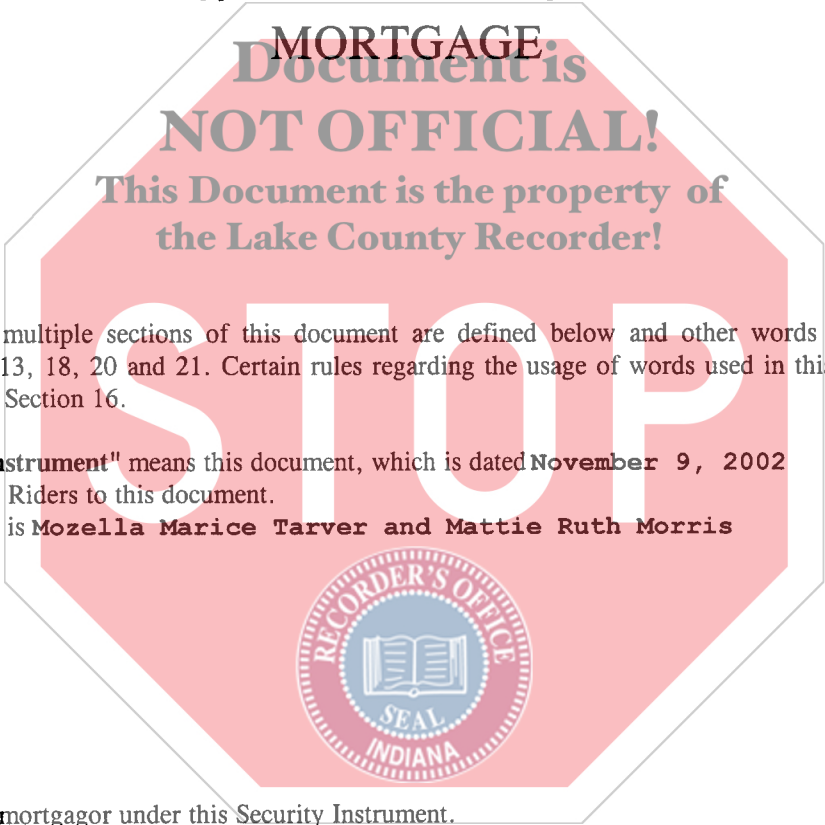 MORTGAGE
Document is
NOT OFFICIAL!
This Document is the property of
the Lake County Recorder!
multiple sections of this document are defined below and other words
13, 18, 20 and 21. Certain rules regarding the usage of words used in this
Section 16.
STOP
strument" means this document, which is dated November 9, 2002
Riders to this document.
is Mozella Marice Tarver and Mattie Ruth Morris
RECORDER'S OFFICE
SEAL
INDIANA
mortgagor under this Security Instrument.